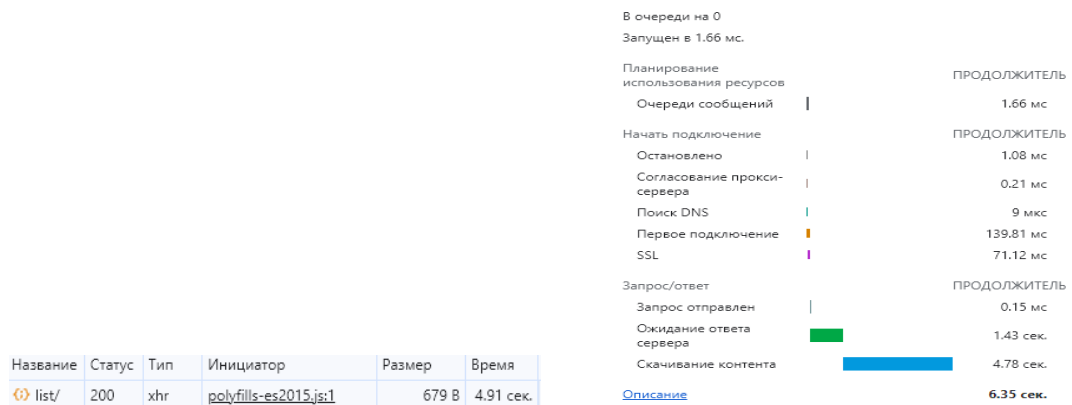 В очереди на 0
Запущен в 1.66 мс.
Планирование
использования ресурсов
ПРОДОЛЖИТЕЛЬ
Очереди сообщений 1.66 мс
Начать подключение ПРОДОЛЖИТЕЛЬ
Остановлено 1.08 мс
Согласование прокси-
сервера
0.21 мс
Поиск DNS 9 мкс
Первое подключение 139.81 мс
SSL 71.12 мс
Запрос/ответ ПРОДОЛЖИТЕЛЬ
Запрос отправлен 0.15 мс
Ожидание ответа
сервера
1.43 сек.
Скачивание контента 4.78 сек.
Описание 6.35 сек.
Название Статус Тип Инициатор Размер Время
list/ 200 xhr polyfills-es2015.js:1 679 B 4.91 сек.